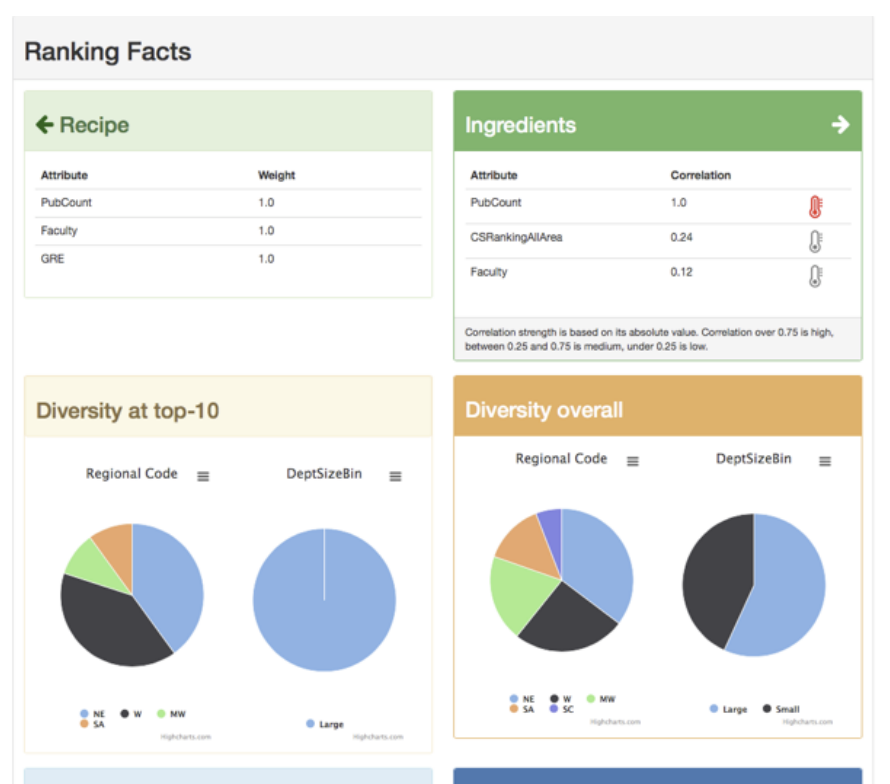 Ranking Facts
Recipe
Attribute Weight
PubCount 1.0
Faculty 1.0
GRE 1.0
Ingredients
Attribute Correlation
PubCount 1.0
CSRankingAllArea 0.24
Faculty 0.12
Correlation strength is based on its absolute value. Correlation over 0.75 is high,
between 0.25 and 0.75 is medium, under 0.25 is low.
Diversity at top-10
Regional Code
NE W MW
SA
Highcharts.com
DeptSizeBin
Large
Highcharts.com
Diversity overall
Regional Code
NE W MW
SA SC
Highcharts.com
DeptSizeBin
Large Small
Highcharts.com